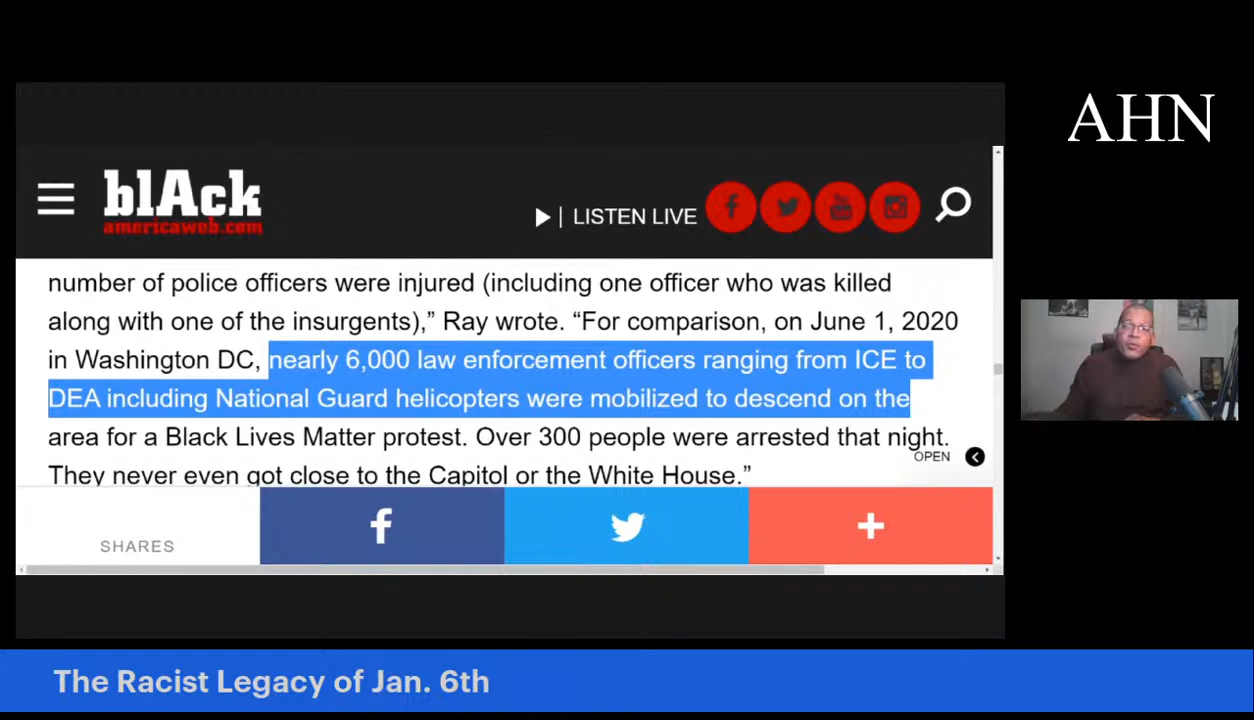 AHN
blAck
americaweb.com
| LISTEN LIVE
number of police officers were injured (including one officer who was killed
along with one of the insurgents),” Ray wrote. “For comparison, on June 1, 2020
in Washington DC, nearly 6,000 law enforcement officers ranging from ICE to
DEA including National Guard helicopters were mobilized to descend on the
area for a Black Lives Matter protest. Over 300 people were arrested that night.
OPEN
They never even got close to the Capitol or the White House.”
SHARES
The Racist Legacy of Jan. 6th